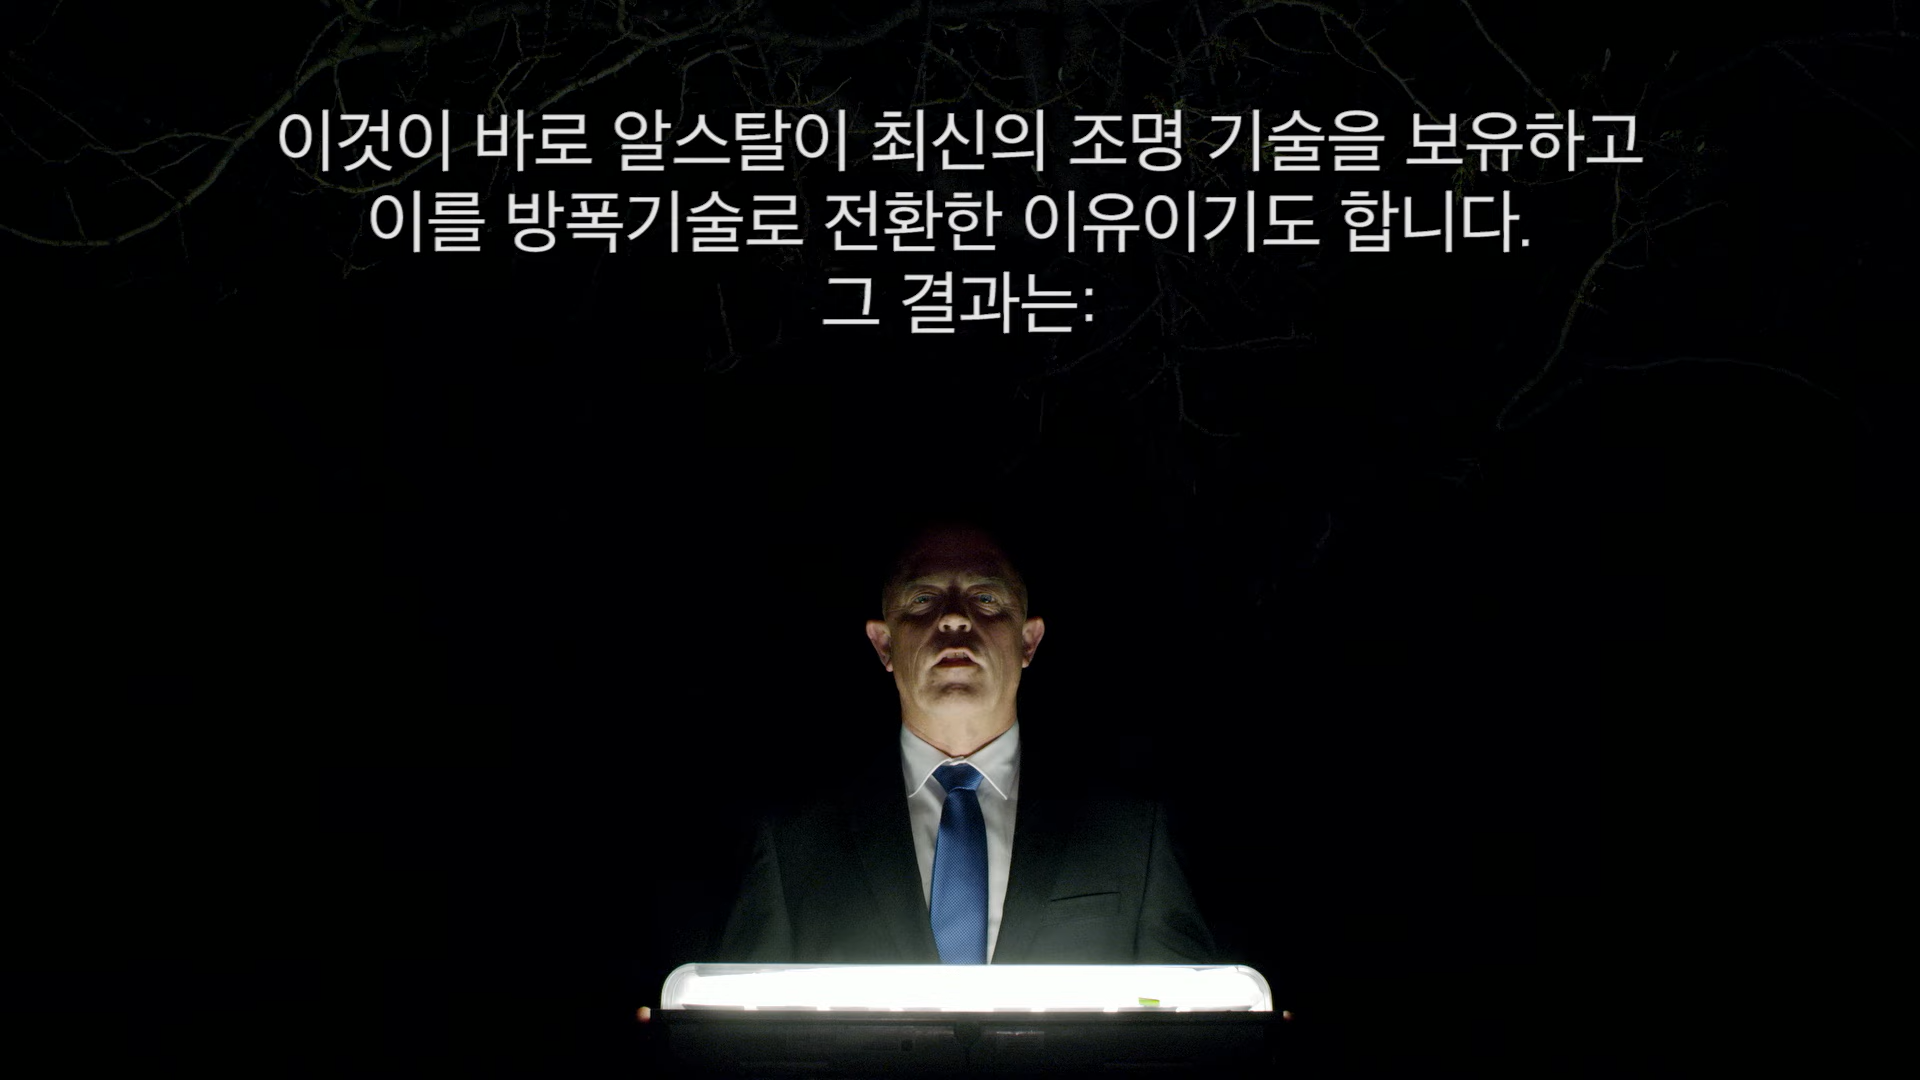 이것이 바로 알스탈이 최신의 조명 기술을 보유하고
이를 방폭기술로 전환한 이유이기도 합니다.
그 결과는: